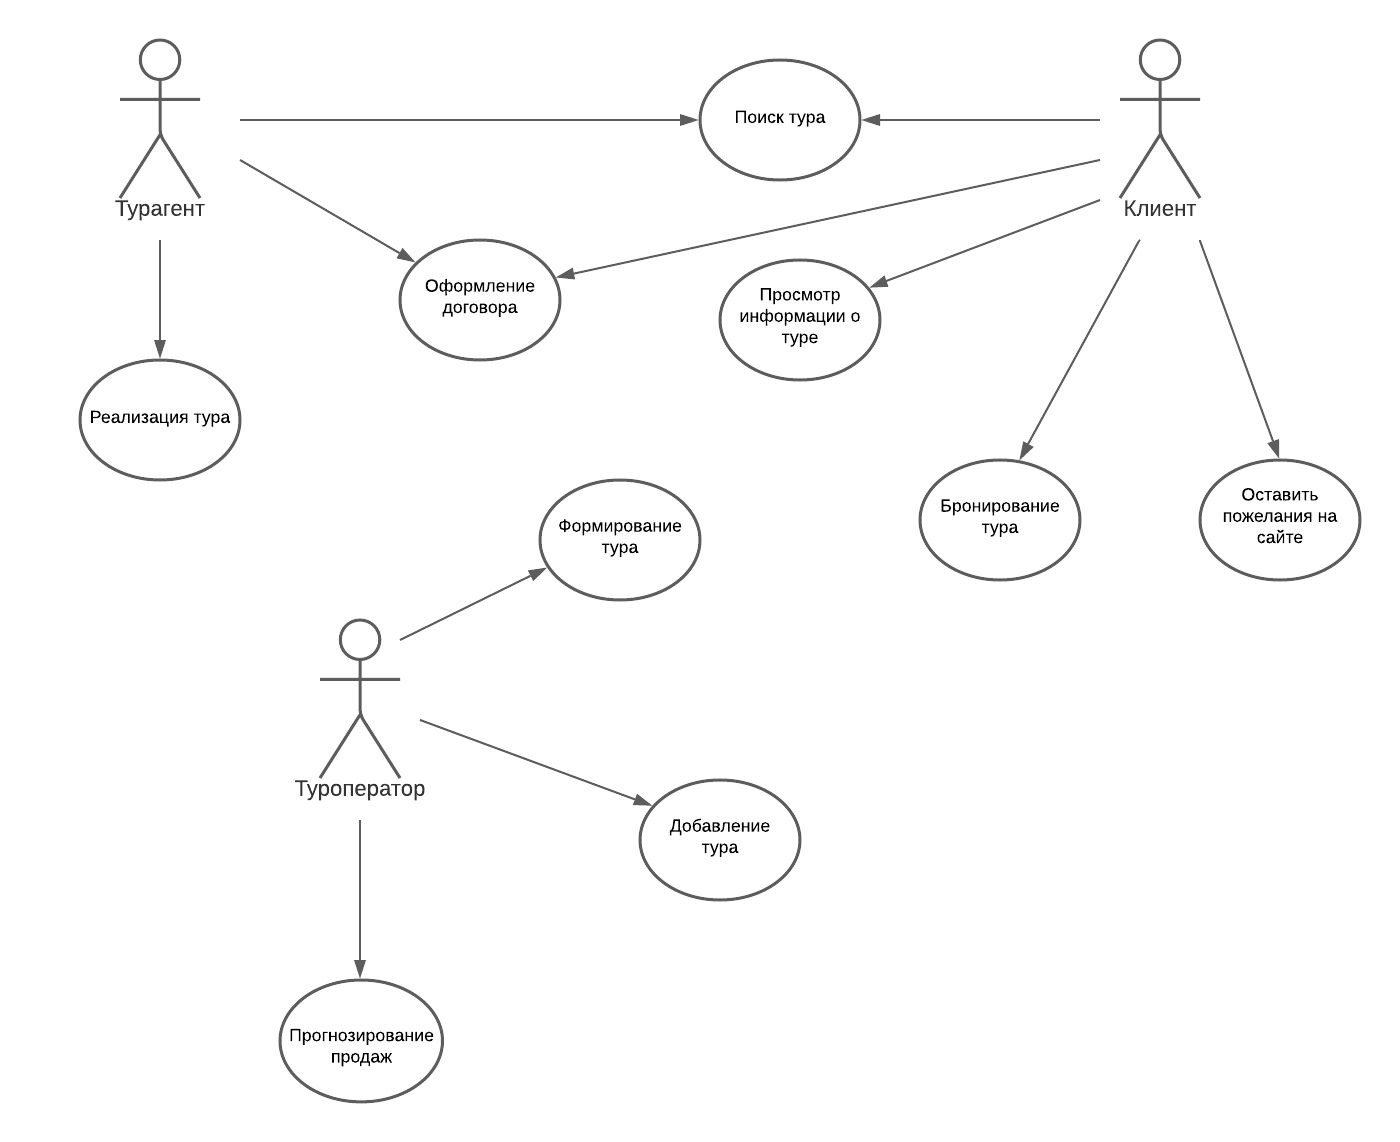 Поиск тура
Турагент
Клиент
Оформление
договора
Просмотр
информации о
туре
Реализация тура
Формирование
тура
Бронирование
тура
Оставить
пожелания на
сайте
Туроператор
Добавление
тура
Прогнозирование
продаж